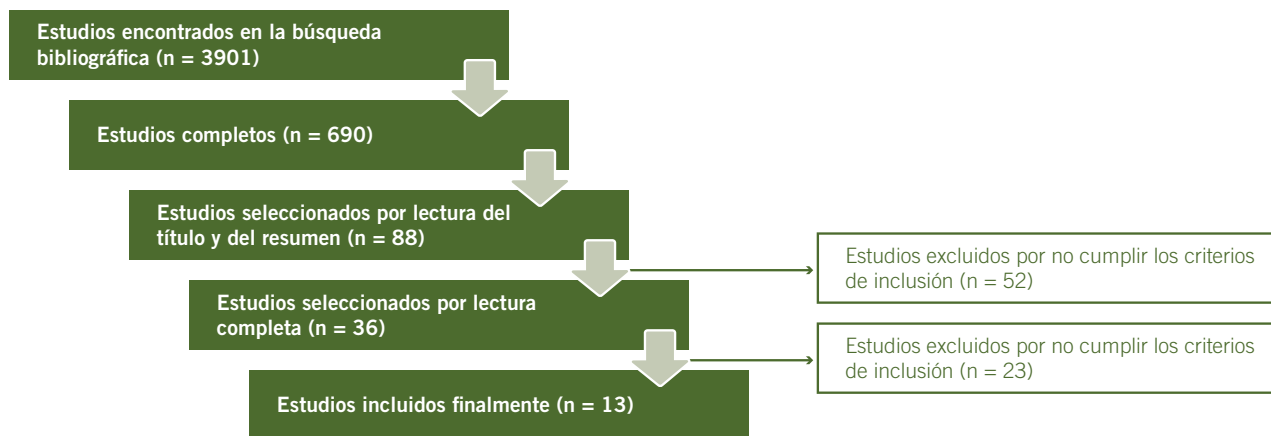 Estudios encontrados en la búsqueda
bibliográfica (n = 3901)
Estudios completos (n = 690)
Estudios seleccionados por lectura del
título y del resumen (n = 88)
Estudios excluidos por no cumplir los criterios
de inclusión (n = 52)
Estudios seleccionados por lectura
completa (n = 36)
Estudios excluidos por no cumplir los criterios
de inclusión (n = 23)
Estudios incluidos finalmente (n = 13)